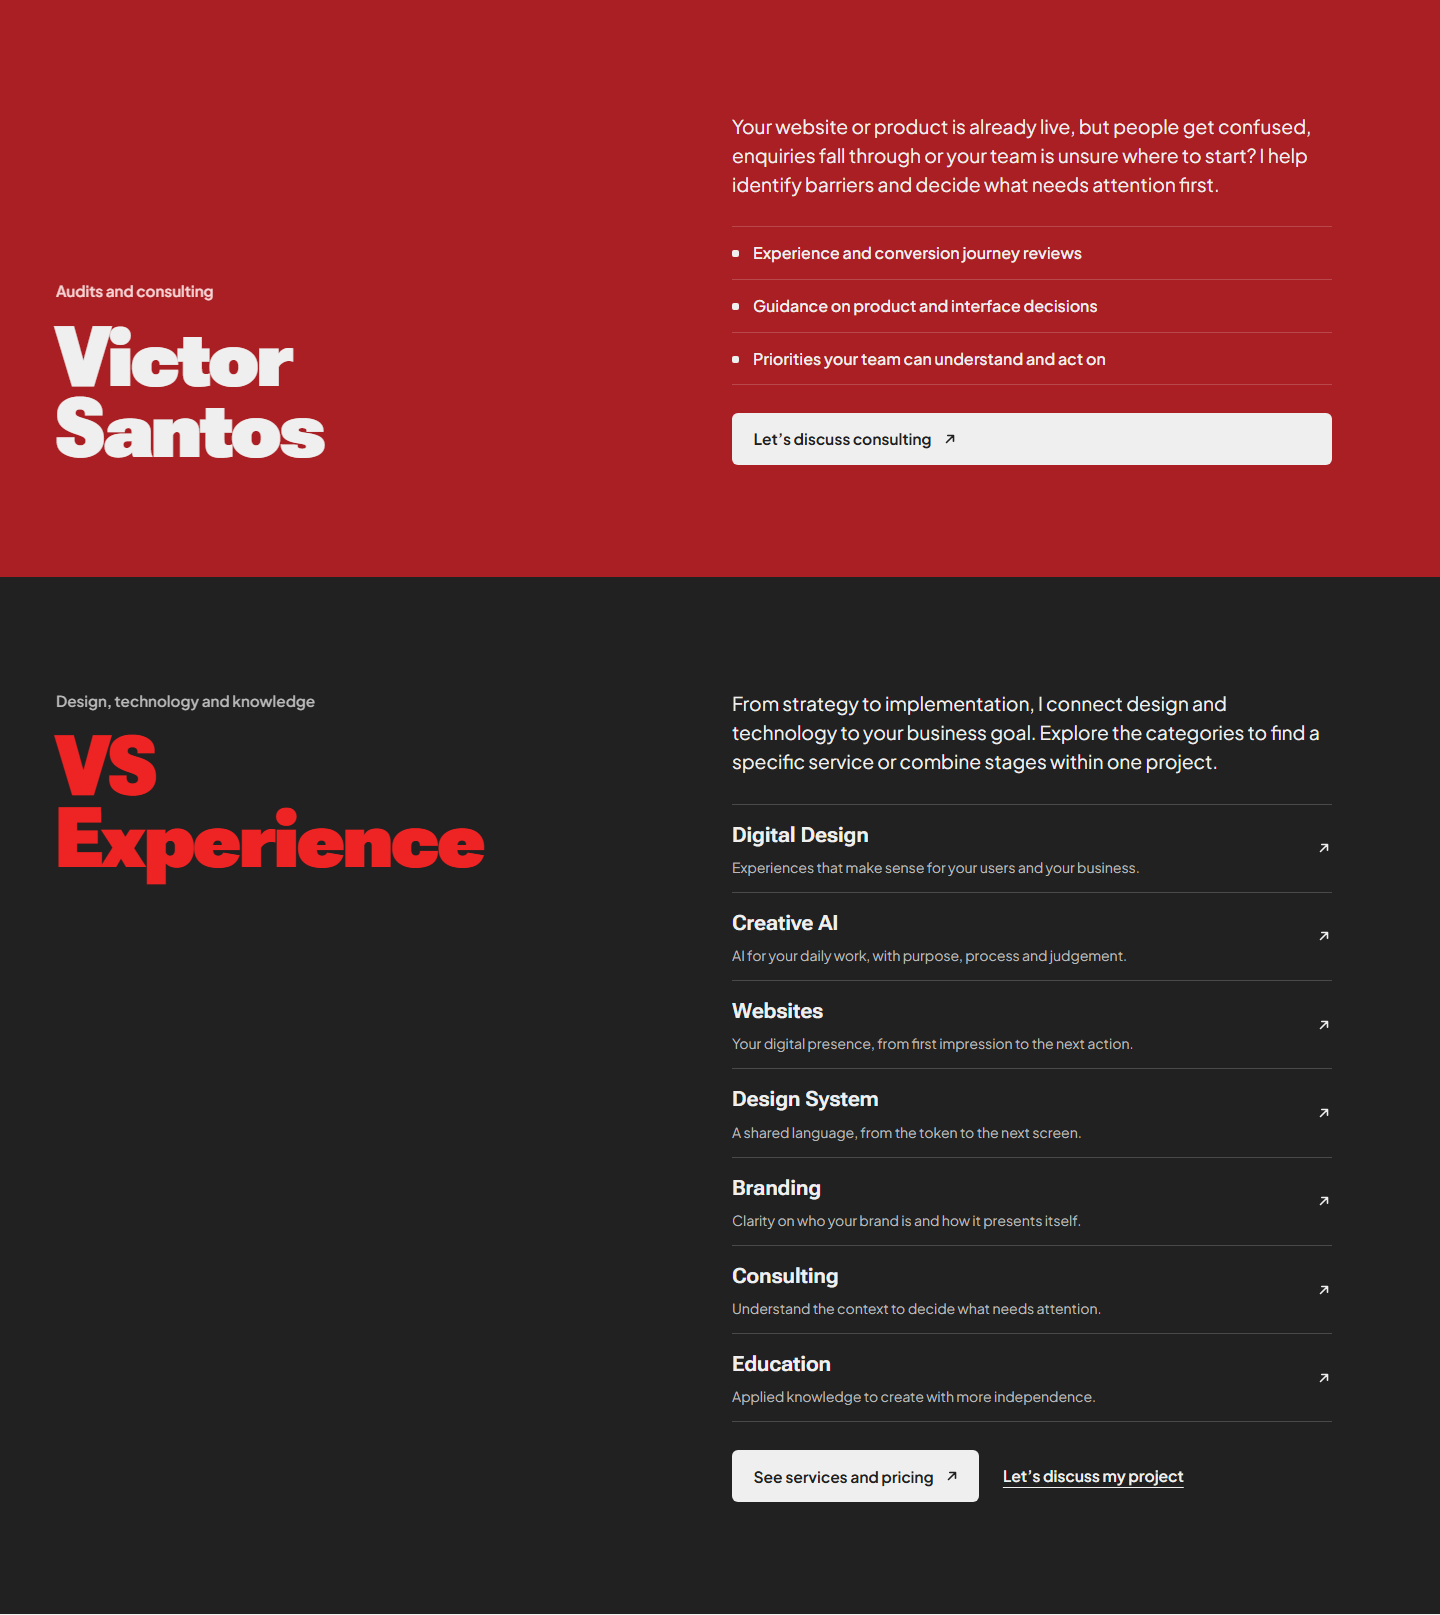 Audits and consulting
Victor
Santos
Your website or product is already live, but people get confused,
enquiries fall through or your team is unsure where to start? I help
identify barriers and decide what needs attention first.
Experience and conversion journey reviews
Guidance on product and interface decisions
Priorities your team can understand and act on
Let’s discuss consulting
Design, technology and knowledge
VS
Experience
From strategy to implementation, I connect design and
technology to your business goal. Explore the categories to find a
specific service or combine stages within one project.
Digital Design
Experiences that make sense for your users and your business.
Creative AI
AI for your daily work, with purpose, process and judgement.
Websites
Your digital presence, from first impression to the next action.
Design System
A shared language, from the token to the next screen.
Branding
Clarity on who your brand is and how it presents itself.
Consulting
Understand the context to decide what needs attention.
Education
Applied knowledge to create with more independence.
See services and pricing
Let’s discuss my project